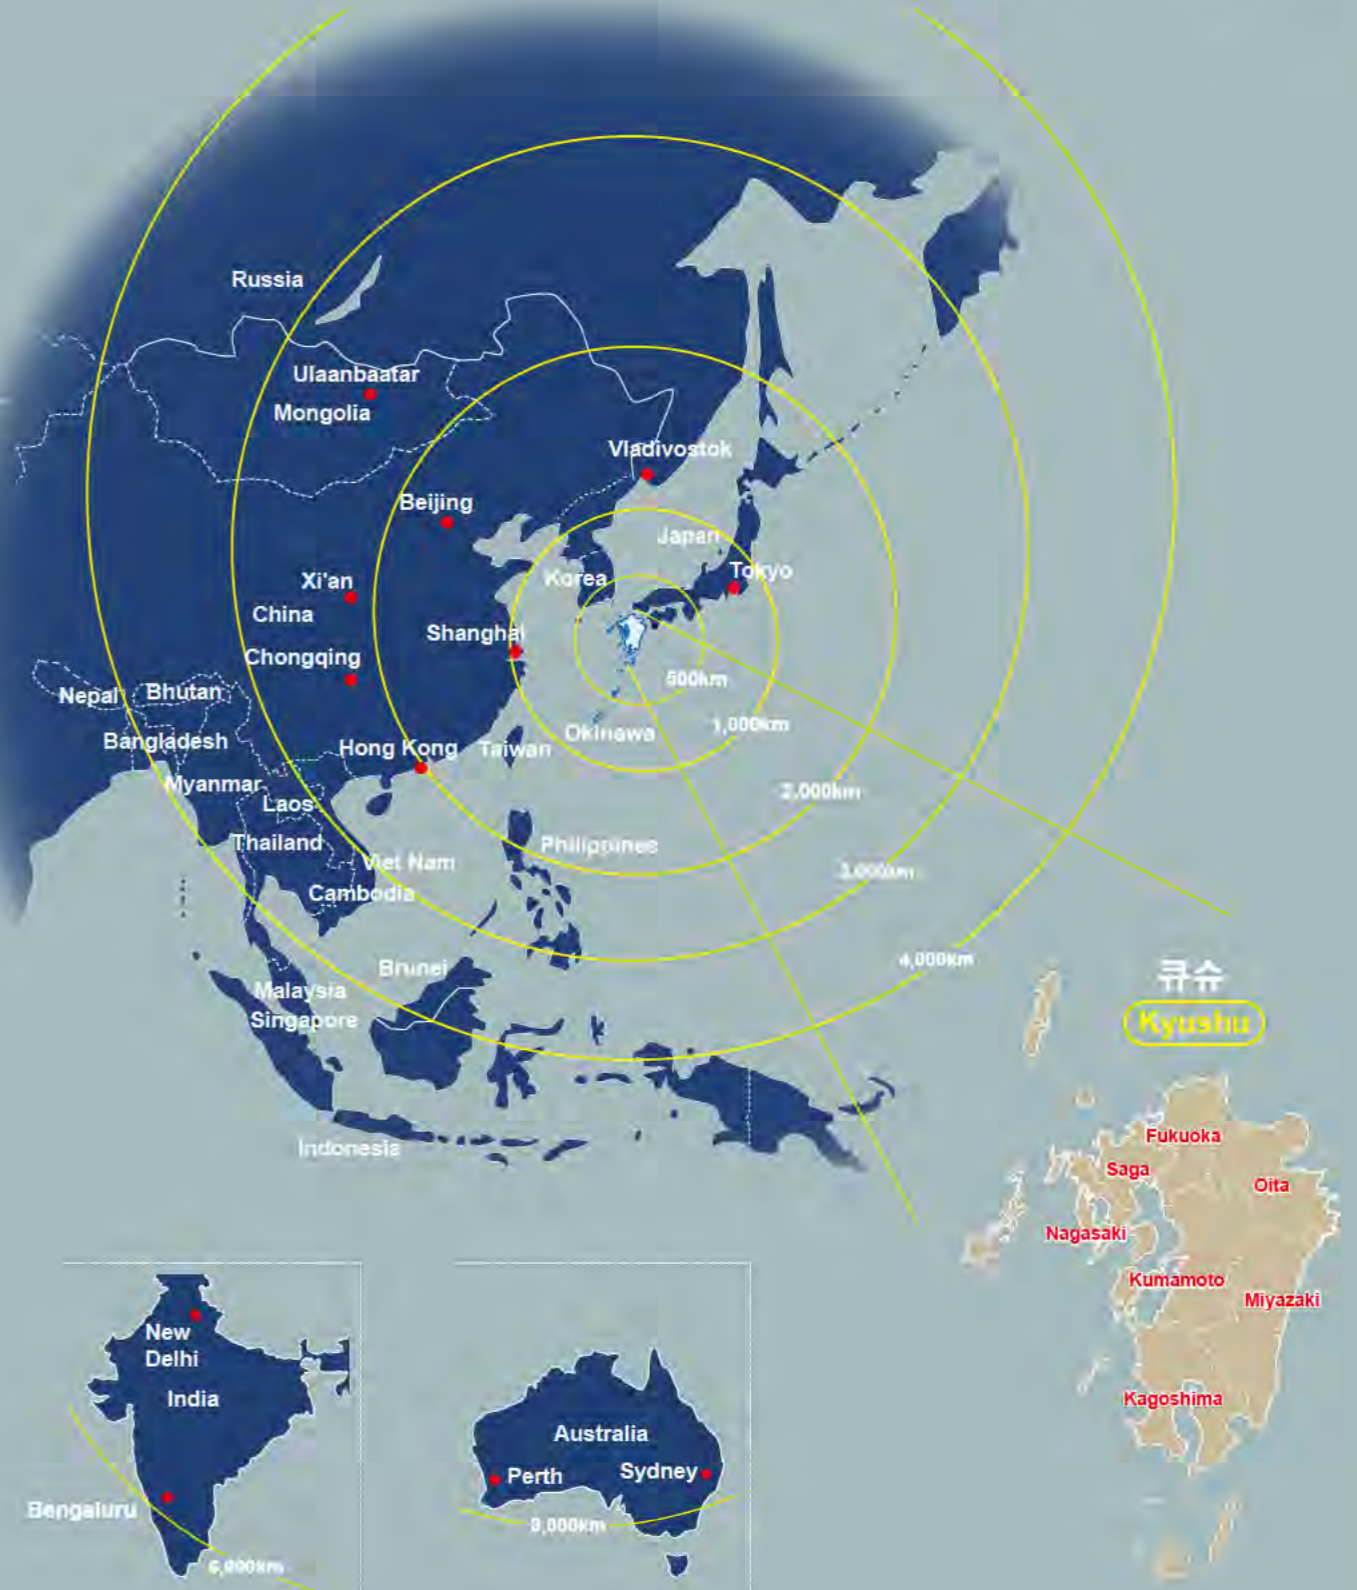 Russia
Ulaanbaatar
Mongolia
Vladivostok
Beijing
Japan
Tokyo
Korea
Xi'an
China
Shanghai
Chongqing
500km
Nepal
Bhutan
1,000km
Okinawa
Bangladesh
Hong Kong
Taiwan
Myanmar
2,000km
Laos
Thailand
Philippines
Viet Nam
3,000km
Cambodia
4,000km
Brunei
Malaysia
Singapore
Indonesia
큐슈
Kyushu
Fukuoka
Saga
Oita
Nagasaki
Kumamoto
Miyazaki
Kagoshima
New
Delhi
India
Bengaluru
6,000km
Australia
Perth
Sydney